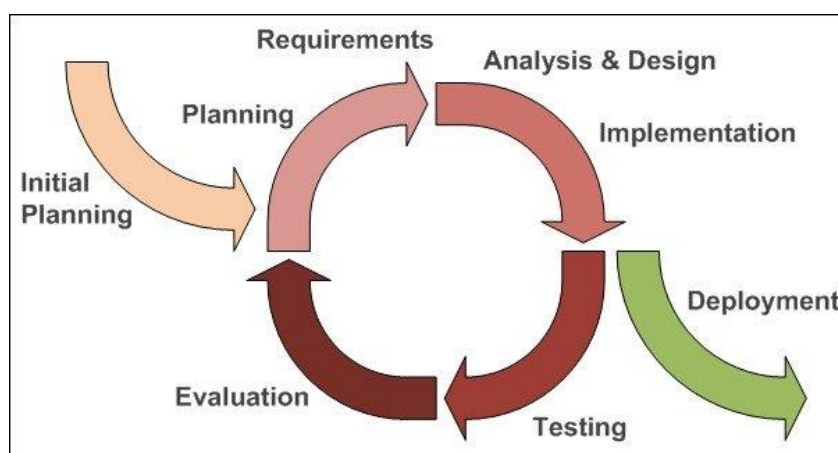 Requirements
Analysis & Design
Planning
Implementation
Initial
Planning
Deployment
Evaluation
Testing